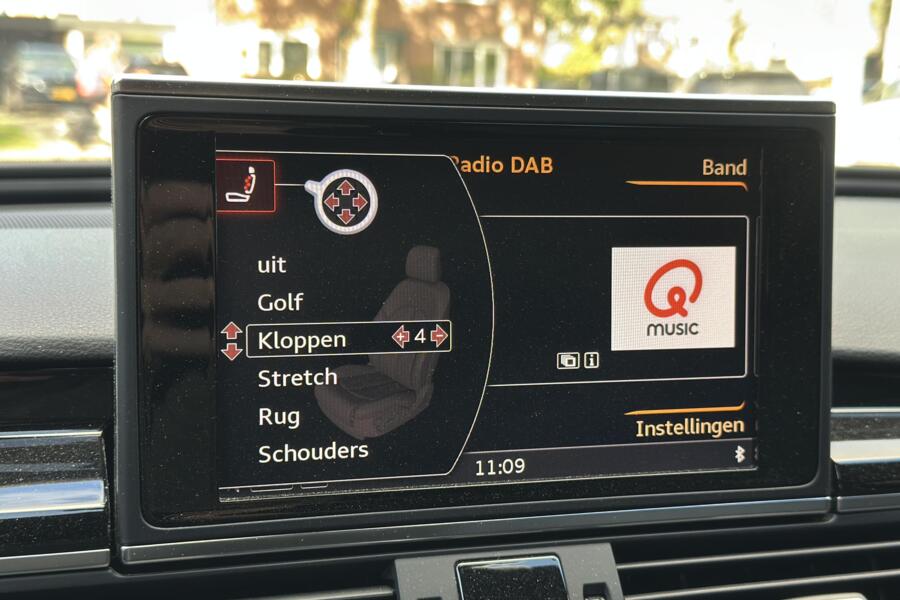 Radio DAB
Band
uit
Golf
Kloppen + 4 -
Stretch
Rug
Schouders
Q
MUSIC
i
Instellingen
11:09